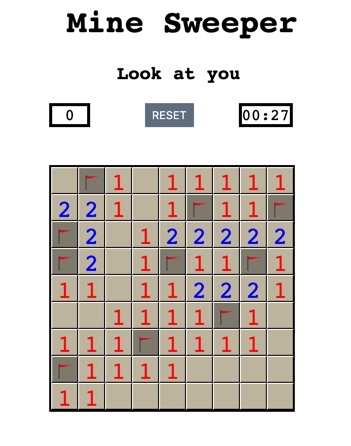 Mine Sweeper
Look at you
0 RESET 00:27
1 1 1 1 1 1
2 2 1 1 1 1
2 1 2 2 2 2 2
2 1 1 1 1
1 1 1 1 2 2 2 1
1 1 1 1 1
1 1 1 1 1 1 1
1 1 1 1
1 1